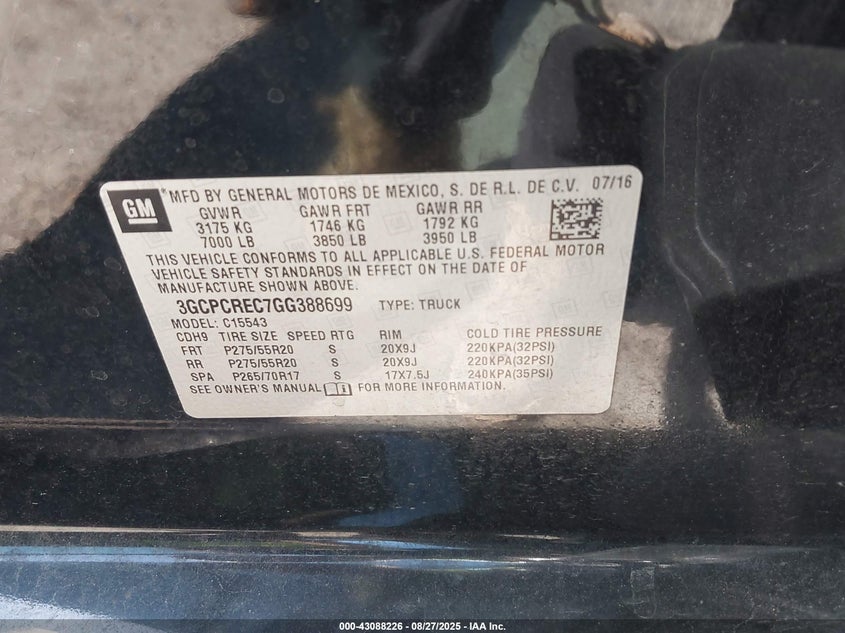 GM
® MFD BY GENERAL MOTORS DE MEXICO, S. DE R.L. DE C.V. 07/16
GVWR GAWR FRT GAWR RR
3175 KG 1746 KG 1792 KG
7000 LB 3850 LB 3950 LB
THIS VEHICLE CONFORMS TO ALL APPLICABLE U.S. FEDERAL MOTOR
VEHICLE SAFETY STANDARDS IN EFFECT ON THE DATE OF
MANUFACTURE SHOWN ABOVE.
3GCPCREC7GG388699 TYPE: TRUCK
MODEL: C15543
CDH9 TIRE SIZE SPEED RTG RIM COLD TIRE PRESSURE
FRT P275/55R20 S 20X9J 220KPA(32PSI)
RR P275/55R20 S 20X9J 220KPA(32PSI)
SPA P265/70R17 S 17X7.5J 240KPA(35PSI)
SEE OWNER'S MANUAL FOR MORE INFORMATION.
000-43088226 - 08/27/2025 - IAA Inc.